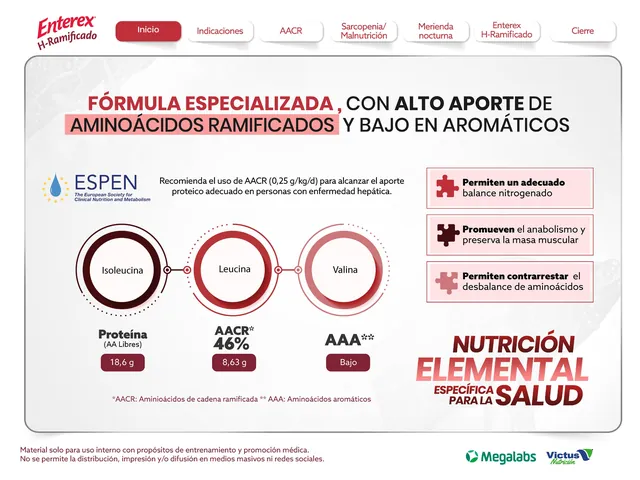 Enterex
H-Ramificado
Inicio
Indicaciones
AACR
Sarcopenia/
Malnutrición
Merienda
nocturna
Enterex
H-Ramificado
Cierre
FÓRMULA ESPECIALIZADA , CON ALTO APORTE DE
AMINOÁCIDOS RAMIFICADOS Y BAJO EN AROMÁTICOS
ESPEN
The European Society for
Clinical Nutrition and Metabolism
Recomienda el uso de AACR (0,25 g/kg/d) para alcanzar el aporte
proteico adecuado en personas con enfermedad hepática.
Isoleucina
Leucina
Valina
Proteína
(AA Libres)
18,6 g
AACR*
46%
8,63 g
AAA**
Bajo
*AACR: Aminioácidos de cadena ramificada ** AAA: Aminoácidos aromáticos
Permiten un adecuado
balance nitrogenado
Promueven el anabolismo y
preserva la masa muscular
Permiten contrarrestar el
desbalance de aminoácidos
NUTRICIÓN
ELEMENTAL
ESPECÍFICA
PARA LA SALUD
Material solo para uso interno con propósitos de entrenamiento y promoción médica.
No se permite la distribución, impresión y/o difusión en medios masivos ni redes sociales.
Megalabs
Victus
Nutrición